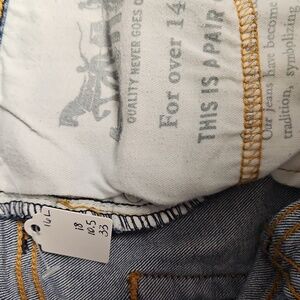 QUALITY NEVER GOES O
For over 14
THIS IS A PAIR
Our jeans have become
tradition, symbolizing
16L
18
10.5
33